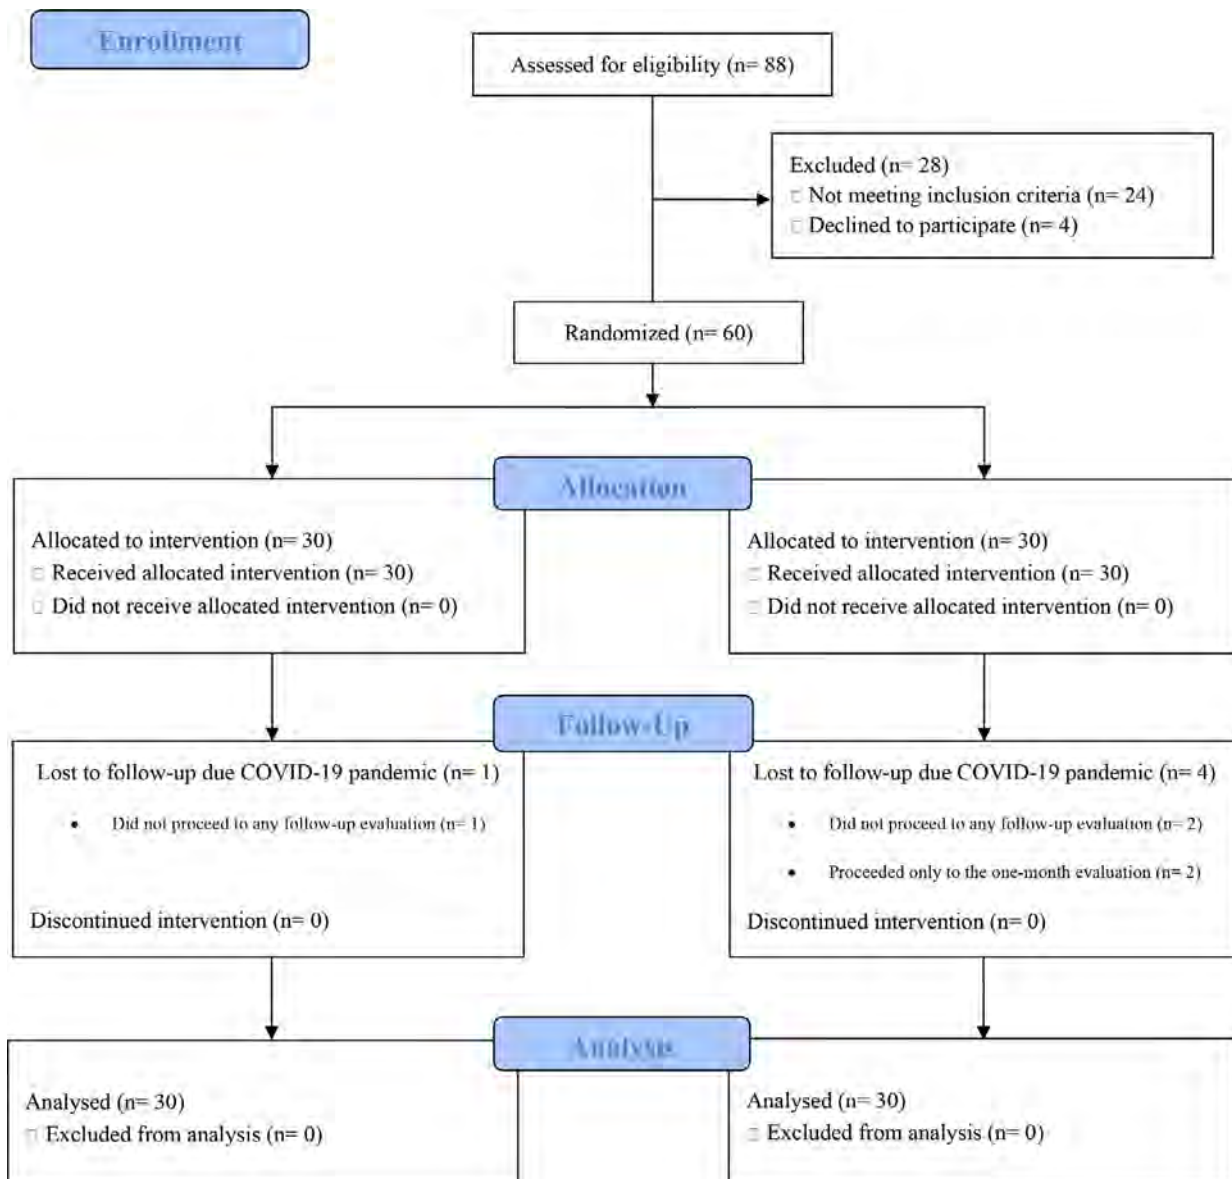 Enrollment
Assessed for eligibility (n= 88)
Excluded (n= 28)
Not meeting inclusion criteria (n= 24)
Declined to participate (n= 4)
Randomized (n= 60)
Allocation
Allocated to intervention (n= 30)
Received allocated intervention (n= 30)
Did not receive allocated intervention (n= 0)
Allocated to intervention (n= 30)
Received allocated intervention (n= 30)
Did not receive allocated intervention (n= 0)
Follow-Up
Lost to follow-up due COVID-19 pandemic (n= 1)
• Did not proceed to any follow-up evaluation (n= 1)
Discontinued intervention (n= 0)
Lost to follow-up due COVID-19 pandemic (n= 4)
• Did not proceed to any follow-up evaluation (n= 2)
• Proceeded only to the one-month evaluation (n= 2)
Discontinued intervention (n= 0)
Analysis
Analysed (n= 30)
Excluded from analysis (n= 0)
Analysed (n= 30)
Excluded from analysis (n= 0)